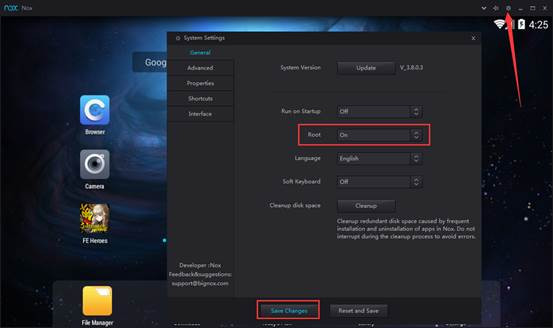 nox Nox
4:25
System Settings
Goog
General
Advanced
Properties
Shortcuts
Interface
System Version
Update
V_3.8.0.3
Run on Startup
Off
Root
On
Language
English
Soft Keyboard
Off
Cleanup disk space
Cleanup
Cleanup redundant disk space caused by frequent
installation and uninstallation of apps in Nox. Do not
interrupt during the cleanup process to avoid errors.
Browser
Camera
FE Heroes
File Manager
Developer :Nox
Feedback&suggestions:
support@bignox.com
Save Changes
Reset and Save